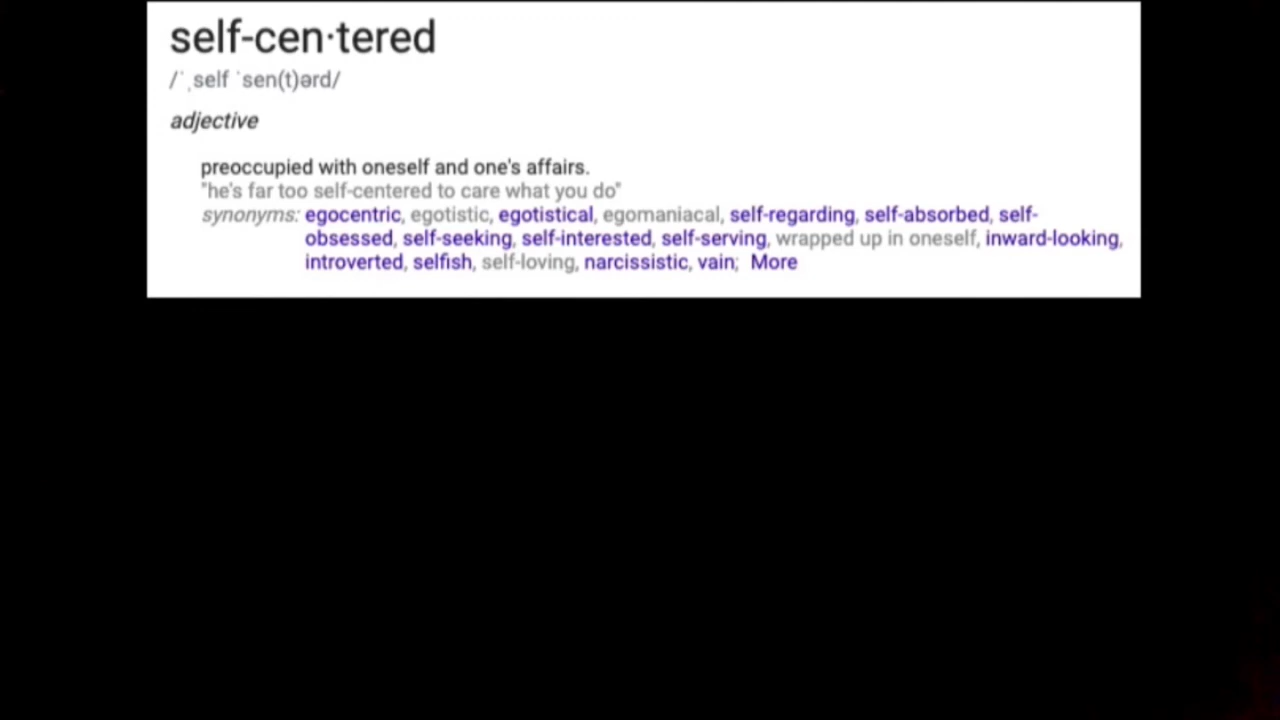 self-cen·tered
/ˈˌself ˈsen(t)ərd/
adjective
preoccupied with oneself and one's affairs.
"he's far too self-centered to care what you do"
synonyms: egocentric, egotistic, egotistical, egomaniacal, self-regarding, self-absorbed, self-
obsessed, self-seeking, self-interested, self-serving, wrapped up in oneself, inward-looking,
introverted, selfish, self-loving, narcissistic, vain; More